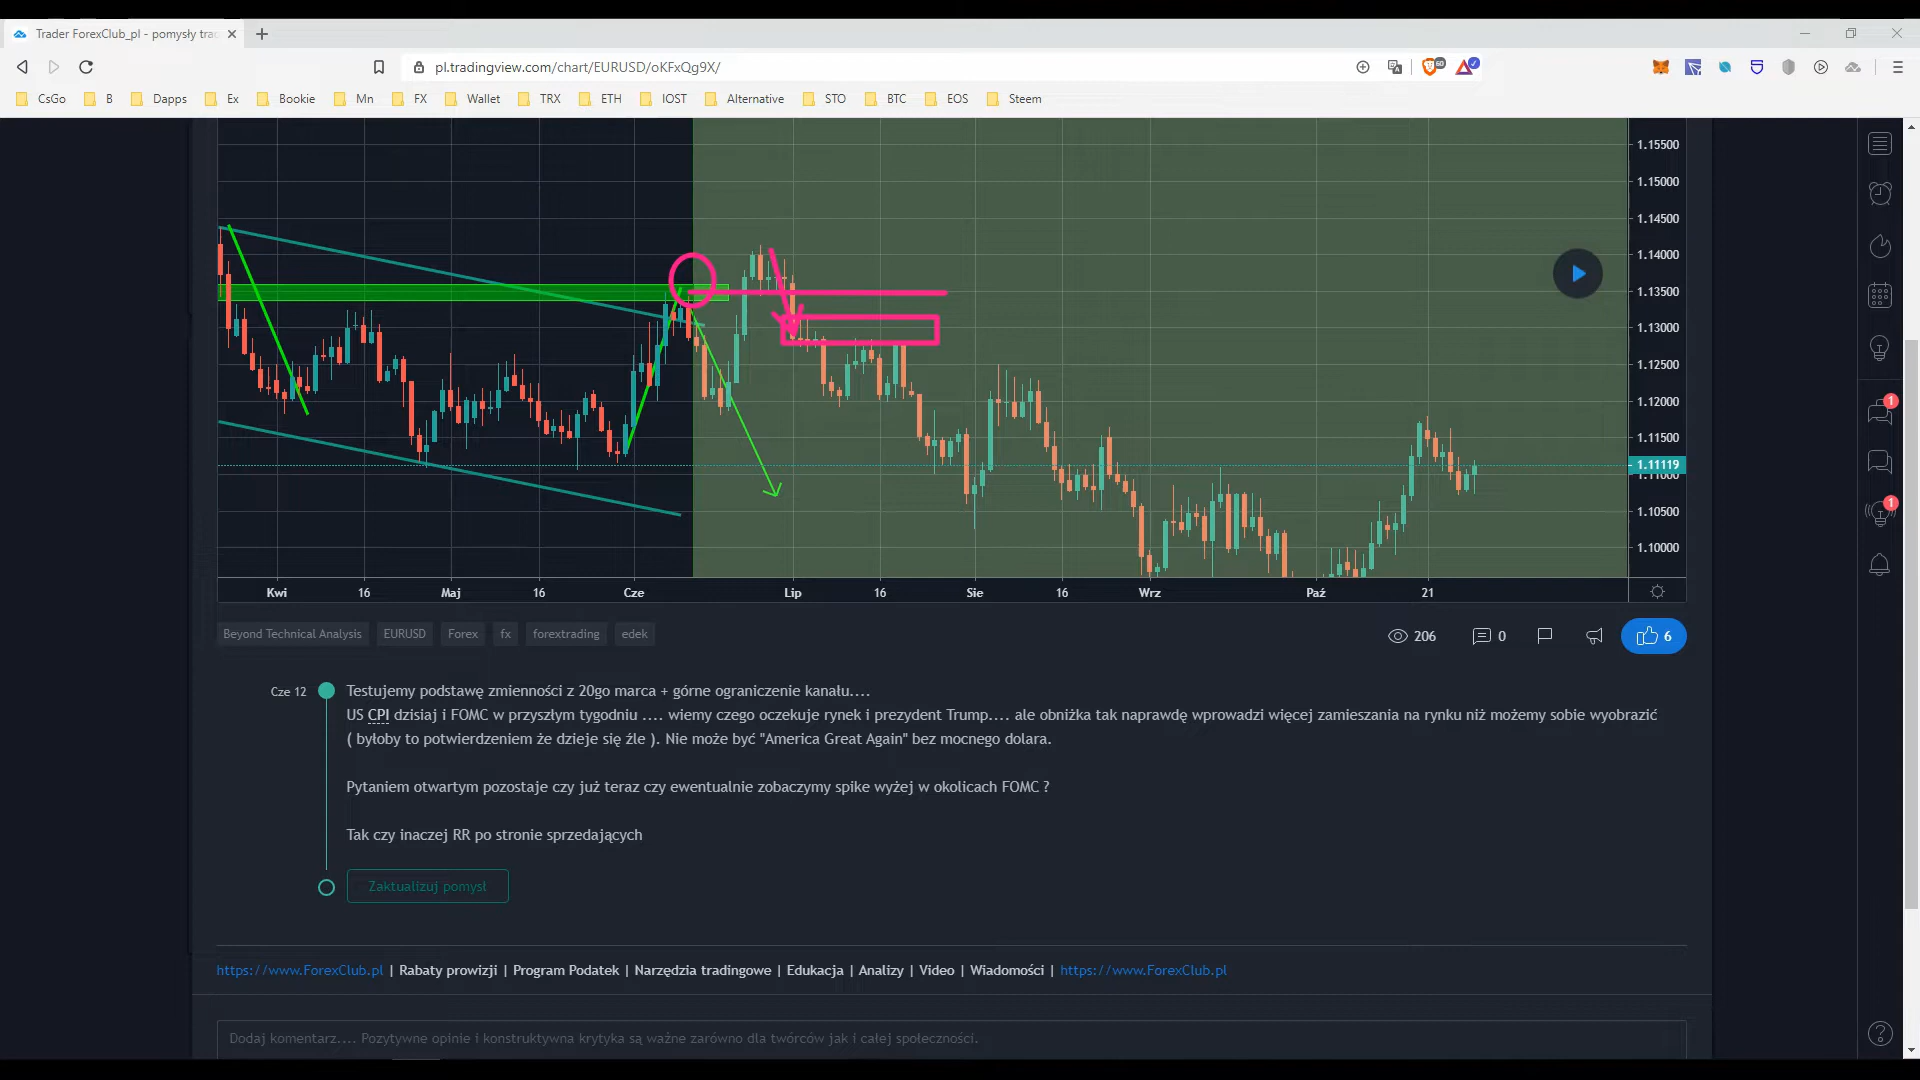 Trader ForexClub_pl - pomysły tra
pl.tradingview.com/chart/EURUSD/oKFxQg9X/
60
CsGo B Dapps Ex Bookie Mn FX Wallet TRX ETH IOST Alternative STO BTC EOS Steem
1.15500
1.15000
1.14500
1.14000
1.13500
1.13000
1.12500
1.12000
1.11500
1.11119
1.11000
1.10500
1.10000
1
1
Kwi 16 Maj 16 Cze Lip 16 Sie 16 Wrz Paź 21
Beyond Technical Analysis EURUSD Forex fx forextrading edek
206 0 6
Cze 12
Testujemy podstawę zmienności z 20go marca + górne ograniczenie kanału....
US CPI dzisiaj i FOMC w przyszłym tygodniu .... wiemy czego oczekuje rynek i prezydent Trump.... ale obniżka tak naprawdę wprowadzi więcej zamieszania na rynku niż możemy sobie wyobrazić
( byłoby to potwierdzeniem że dzieje się źle ). Nie może być "America Great Again" bez mocnego dolara.
Pytaniem otwartym pozostaje czy już teraz czy ewentualnie zobaczymy spike wyżej w okolicach FOMC ?
Tak czy inaczej RR po stronie sprzedających
Zaktualizuj pomysł
https://www.ForexClub.pl | Rabaty prowizji | Program Podatek | Narzędzia tradingowe | Edukacja | Analizy | Video | Wiadomości | https://www.ForexClub.pl
Dodaj komentarz.... Pozytywne opinie i konstruktywna krytyka są ważne zarówno dla twórców jak i całej społeczności.